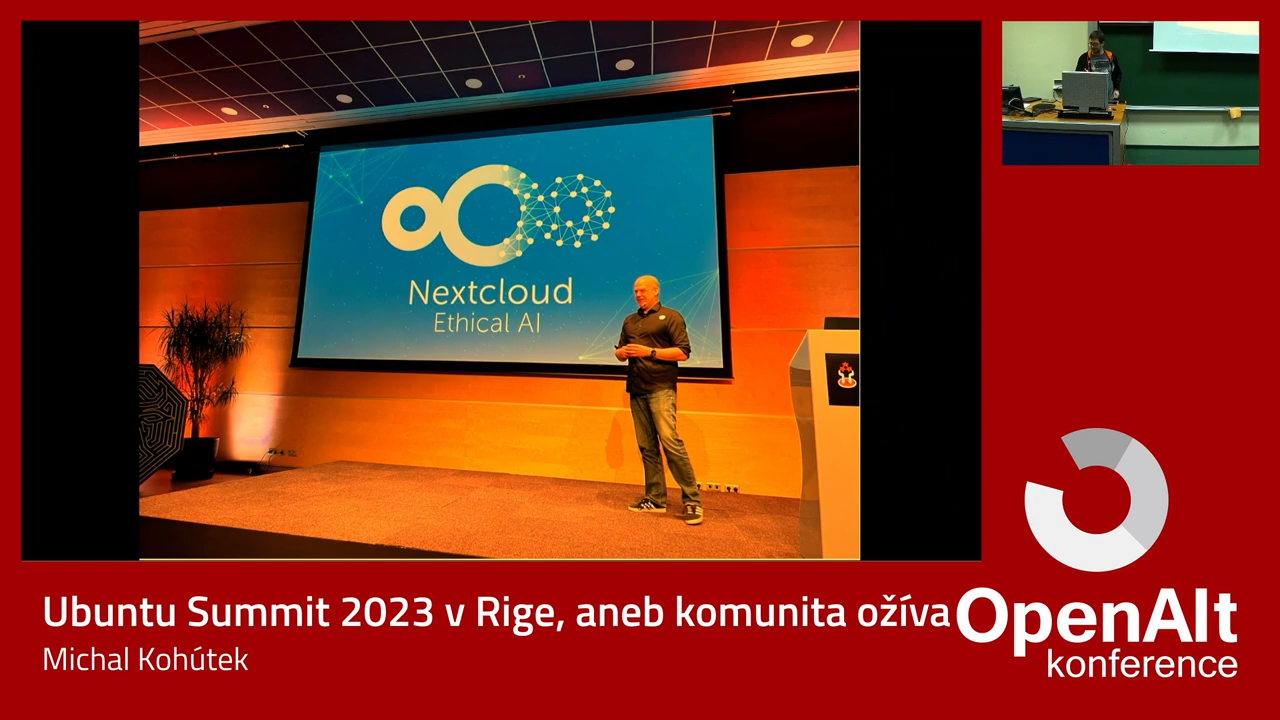 Nextcloud
Ethical AI
Ubuntu Summit 2023 v Rige, aneb komunita ožíva
Michal Kohútek
OpenAlt
konference